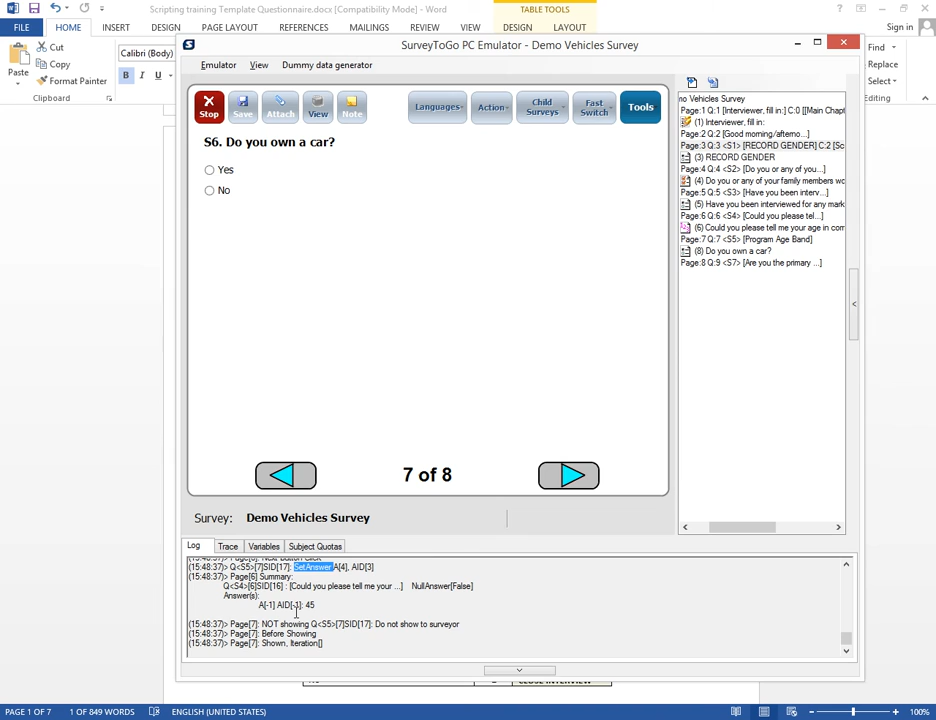 Scripting training Template Questionnaire.docx [Compatibility Mode] - Word
TABLE TOOLS
FILE
HOME
INSERT
DESIGN
PAGE LAYOUT
REFERENCES
MAILINGS
REVIEW
VIEW
DESIGN
LAYOUT
Sign in
Paste
Cut
Copy
Format Painter
Clipboard
Calibri (Body)
B I U
Find
Replace
Select
Editing
SurveyToGo PC Emulator - Demo Vehicles Survey
Emulator View Dummy data generator
Stop
Save
Attach
View
Note
Languages
Action
Child Surveys
Fast Switch
Tools
S6. Do you own a car?
Yes
No
7 of 8
Survey: Demo Vehicles Survey
mo Vehicles Survey
Page:1 Q:1 [Interviewer, fill in:] C:0 [[Main Chapt
(1) Interviewer, fill in:
Page:2 Q:2 [Good morning/afterno...]
Page:3 Q:3 <S1> [RECORD GENDER] C:2 [Sc
(3) RECORD GENDER
Page:4 Q:4 <S2> [Do you or any of you...]
(4) Do you or any of your family members wo
Page:5 Q:5 <S3> [Have you been interv...]
(5) Have you been interviewed for any mark
Page:6 Q:6 <S4> [Could you please tel...]
(6) Could you please tell me your age in com
Page:7 Q:7 <S5> [Program Age Band]
(8) Do you own a car?
Page:8 Q:9 <S7> [Are you the primary ...]
Log
Trace
Variables
Subject Quotas
(15:48:37)> Page[6]: Next Button Click
(15:48:37)> Q<S5>[7]SID[17]: SetAnswer A[4], AID[3]
(15:48:37)> Page[6] Summary:
Q<S4>[6]SID[16] : [Could you please tell me your ...] NullAnswer[False]
Answer(s):
A[-1] AID[-1]: 45
(15:48:37)> Page[7]: NOT showing Q<S5>[7]SID[17]: Do not show to surveyor
(15:48:37)> Page[7]: Before Showing
(15:48:37)> Page[7]: Shown, Iteration[]
CLOSE INTERVIEW
PAGE 1 OF 7
1 OF 849 WORDS
ENGLISH (UNITED STATES)
100%